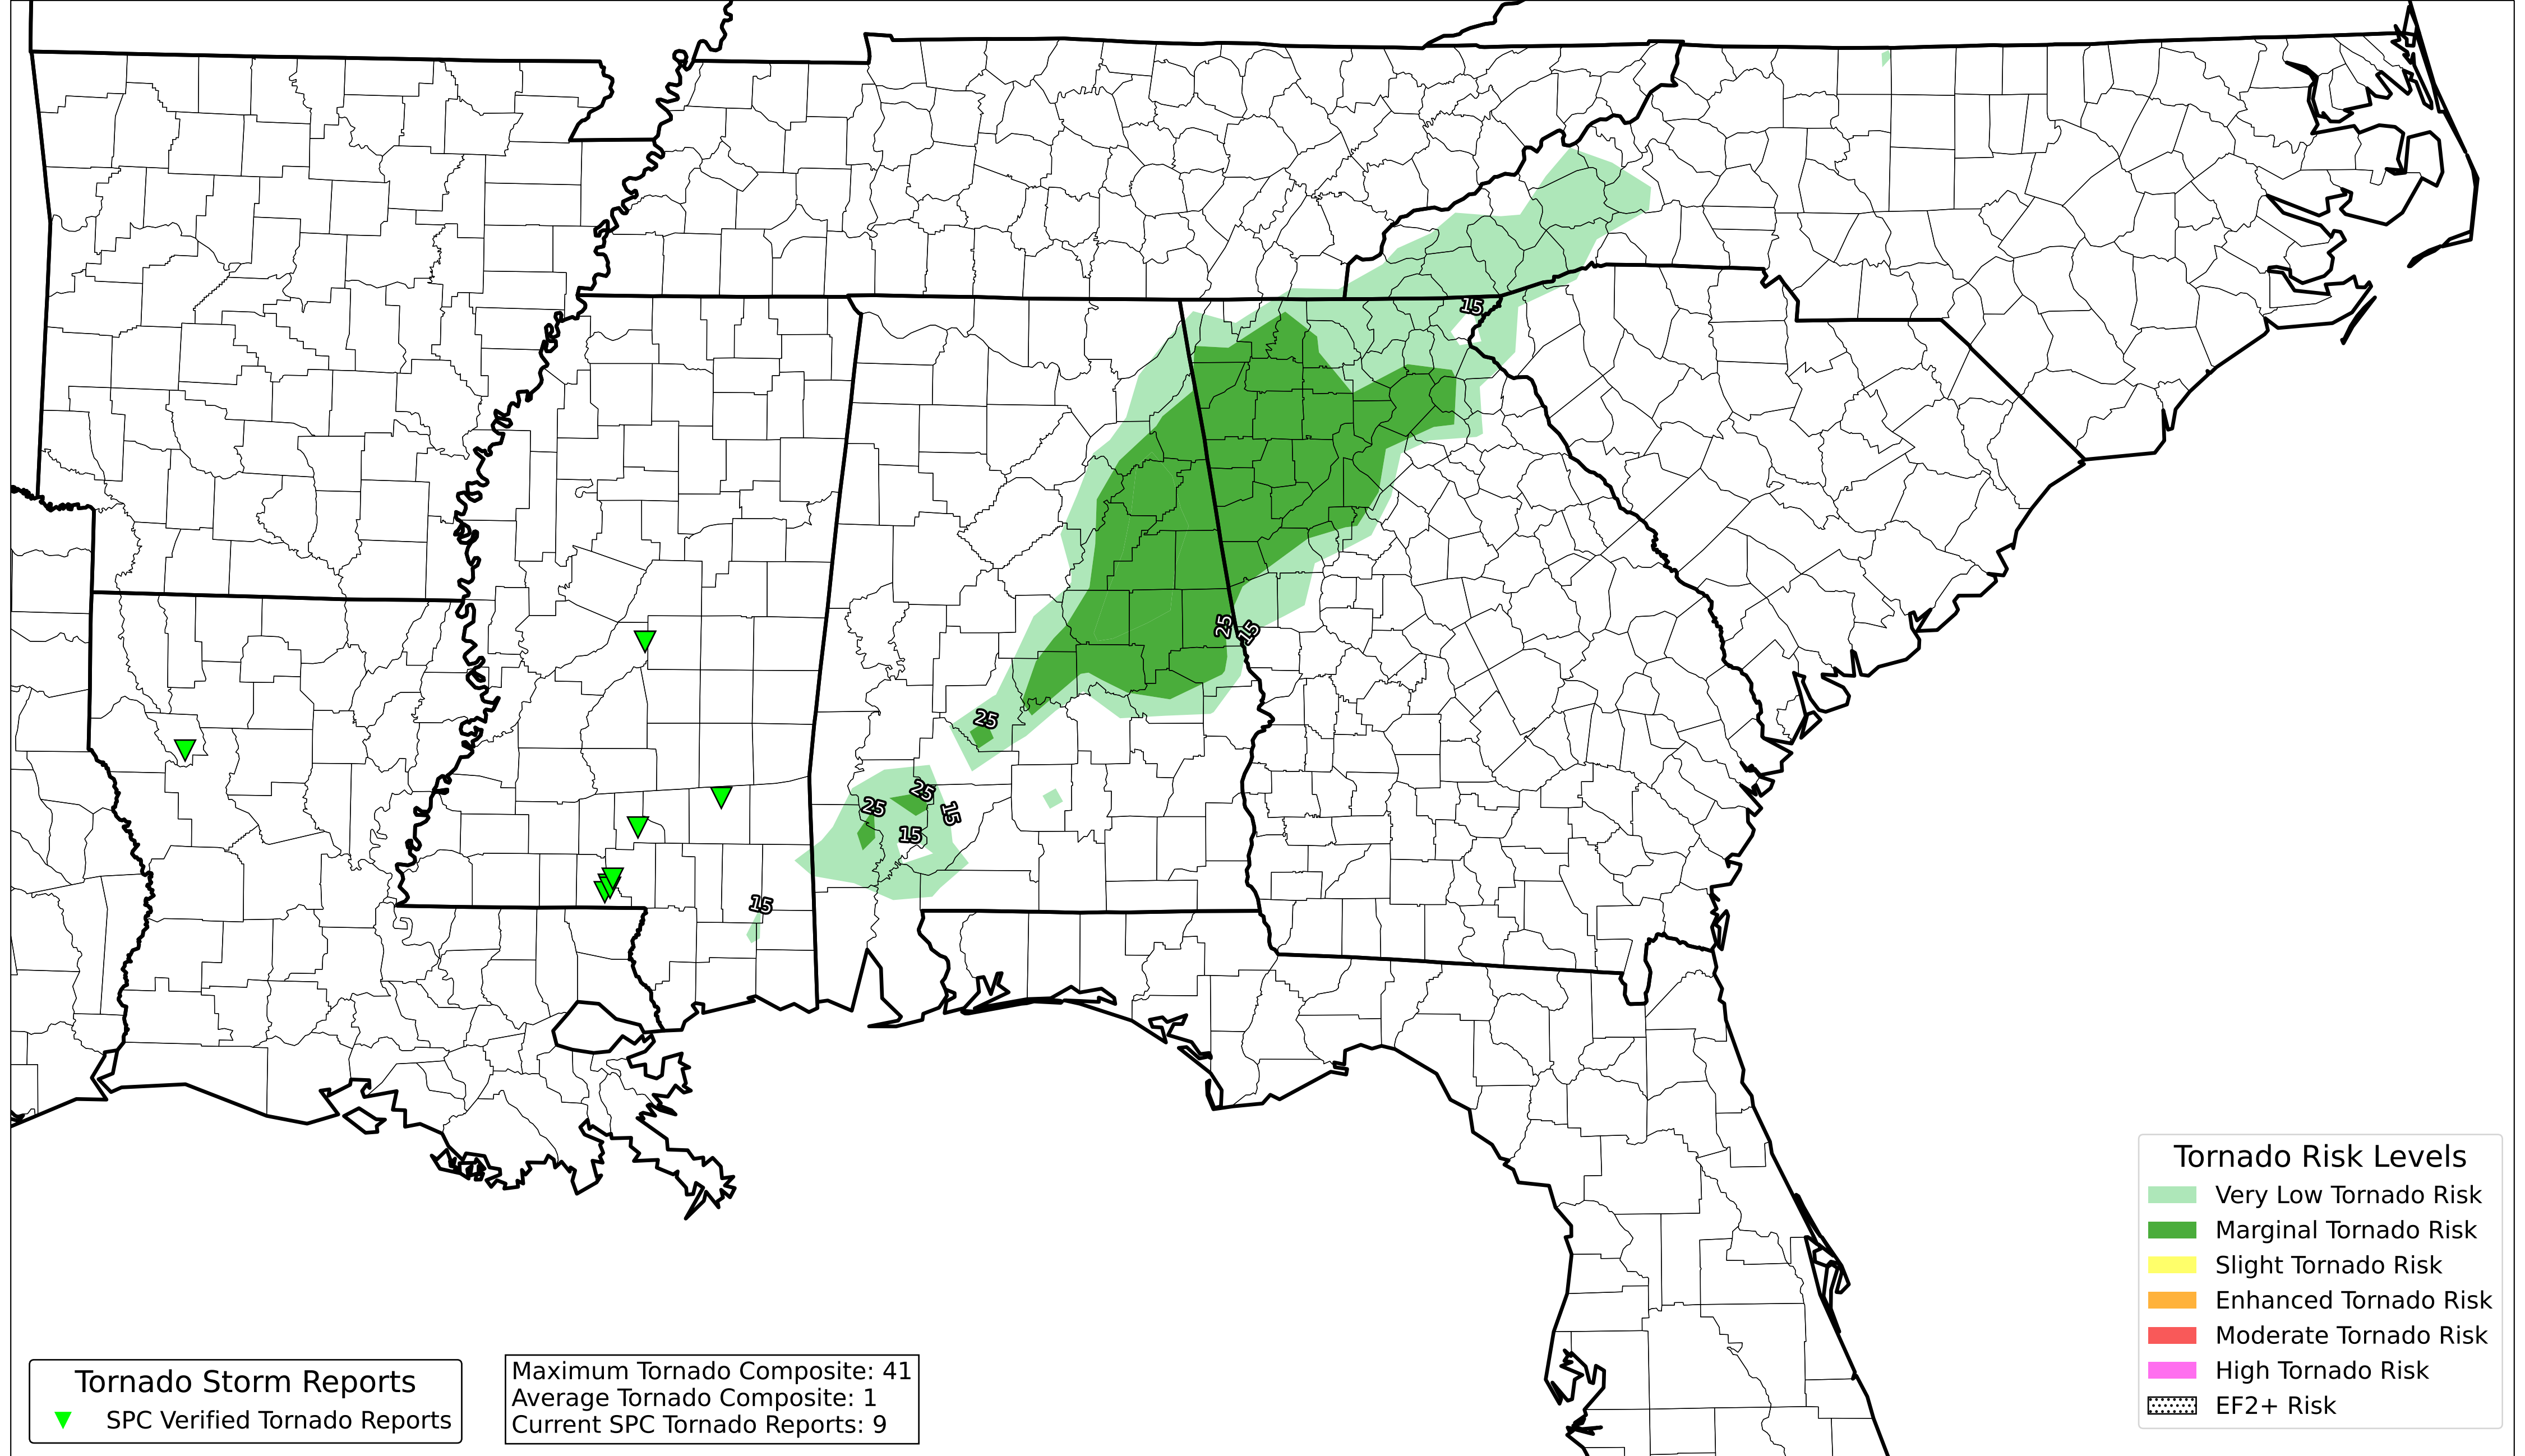 15
25
15
25
25
25
15
15
15
Tornado Risk Levels
Very Low Tornado Risk
Marginal Tornado Risk
Slight Tornado Risk
Enhanced Tornado Risk
Moderate Tornado Risk
High Tornado Risk
EF2+ Risk
Tornado Storm Reports
SPC Verified Tornado Reports
Maximum Tornado Composite: 41
Average Tornado Composite: 1
Current SPC Tornado Reports: 9